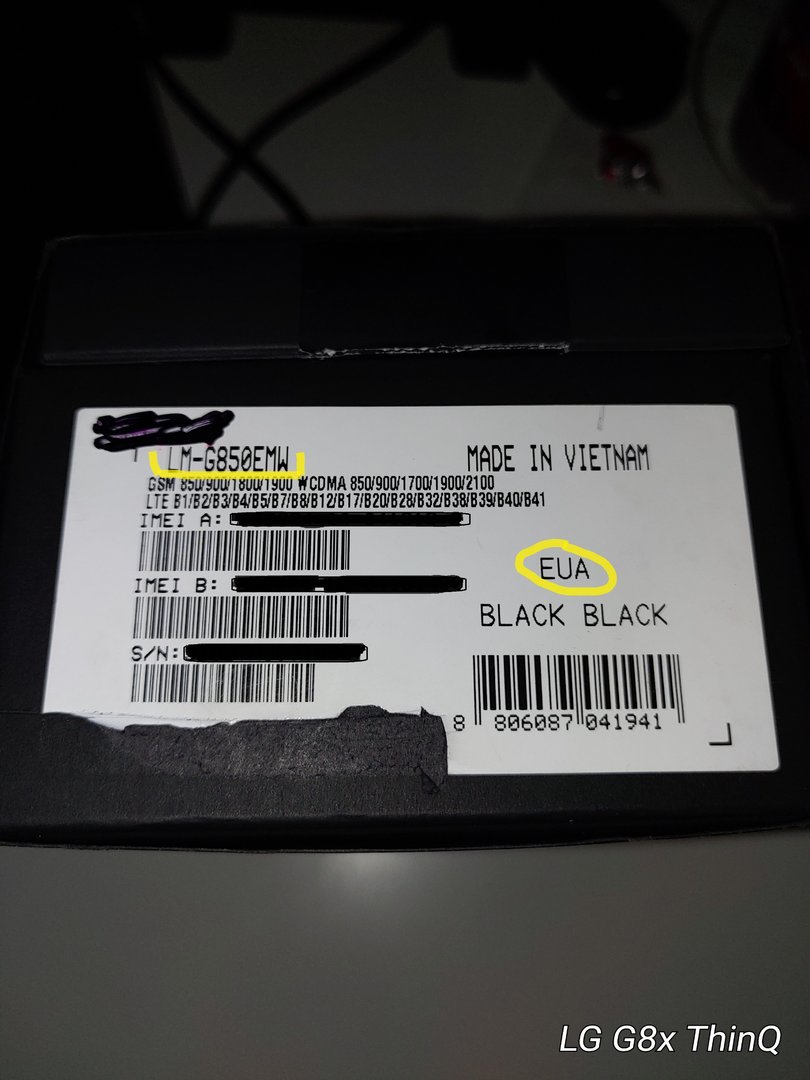 LM-G850EMW
MADE IN VIETNAM
GSM 850/900/1800/1900 WCDMA 850/900/1700/1900/2100
LTE B1/B2/B3/B4/B5/B7/B8/B12/B17/B20/B28/B32/B38/B39/B40/B41
IMEI A:
IMEI B:
S/N:
EUA
BLACK BLACK
8 806087 041941
LG G8x ThinQ